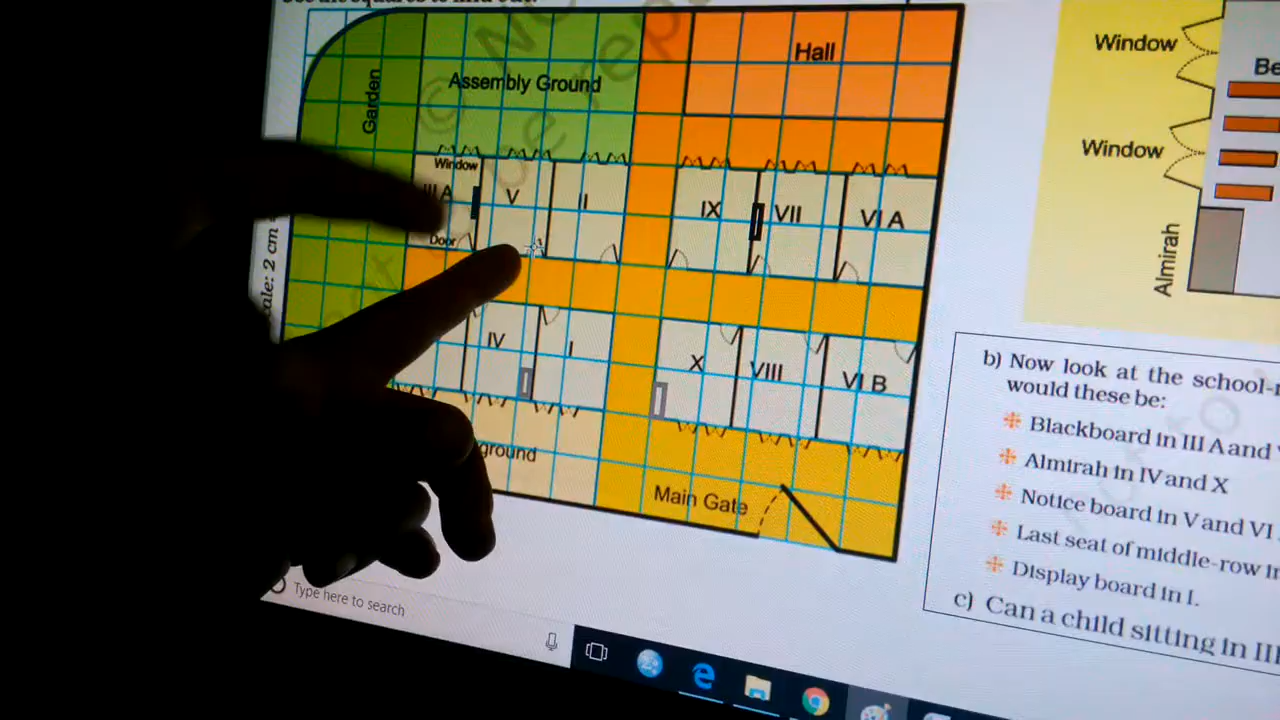 Hall
Be
Window
Assembly Ground
Garden
Window
Window
III A
V
II
IX
VII
VI A
Door
Almirah
ale: 2 cm
IV
I
X
VIII
VI B
ground
Main Gate
b) Now look at the school-
would these be:
Blackboard in III A and
Almirah in IV and X
Notice board in V and VI
Last seat of middle-row in
Display board in I.
c) Can a child sitting in III
Type here to search